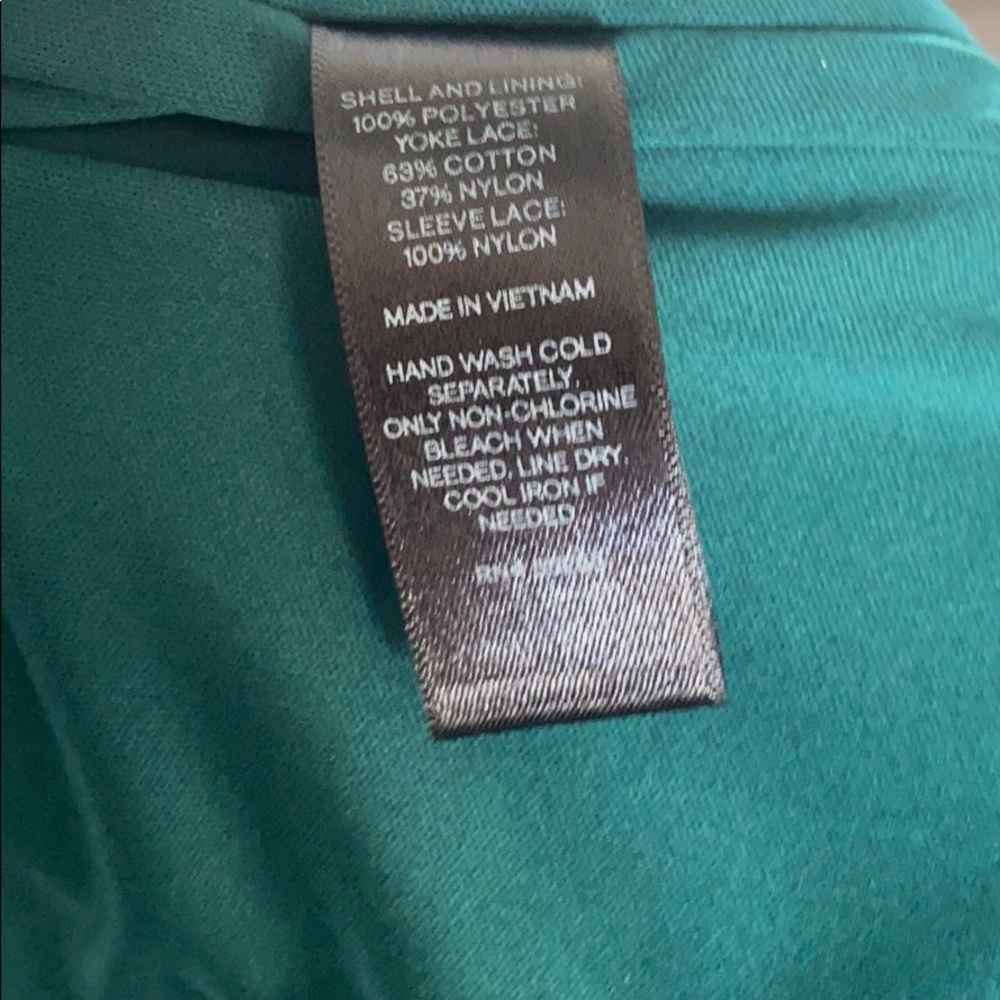 SHELL AND LINING:
100% POLYESTER
YOKE LACE:
63% COTTON
37% NYLON
SLEEVE LACE:
100% NYLON
MADE IN VIETNAM
HAND WASH COLD
SEPARATELY.
ONLY NON-CHLORINE
BLEACH WHEN
NEEDED, LINE DRY,
COOL IRON IF
NEEDED